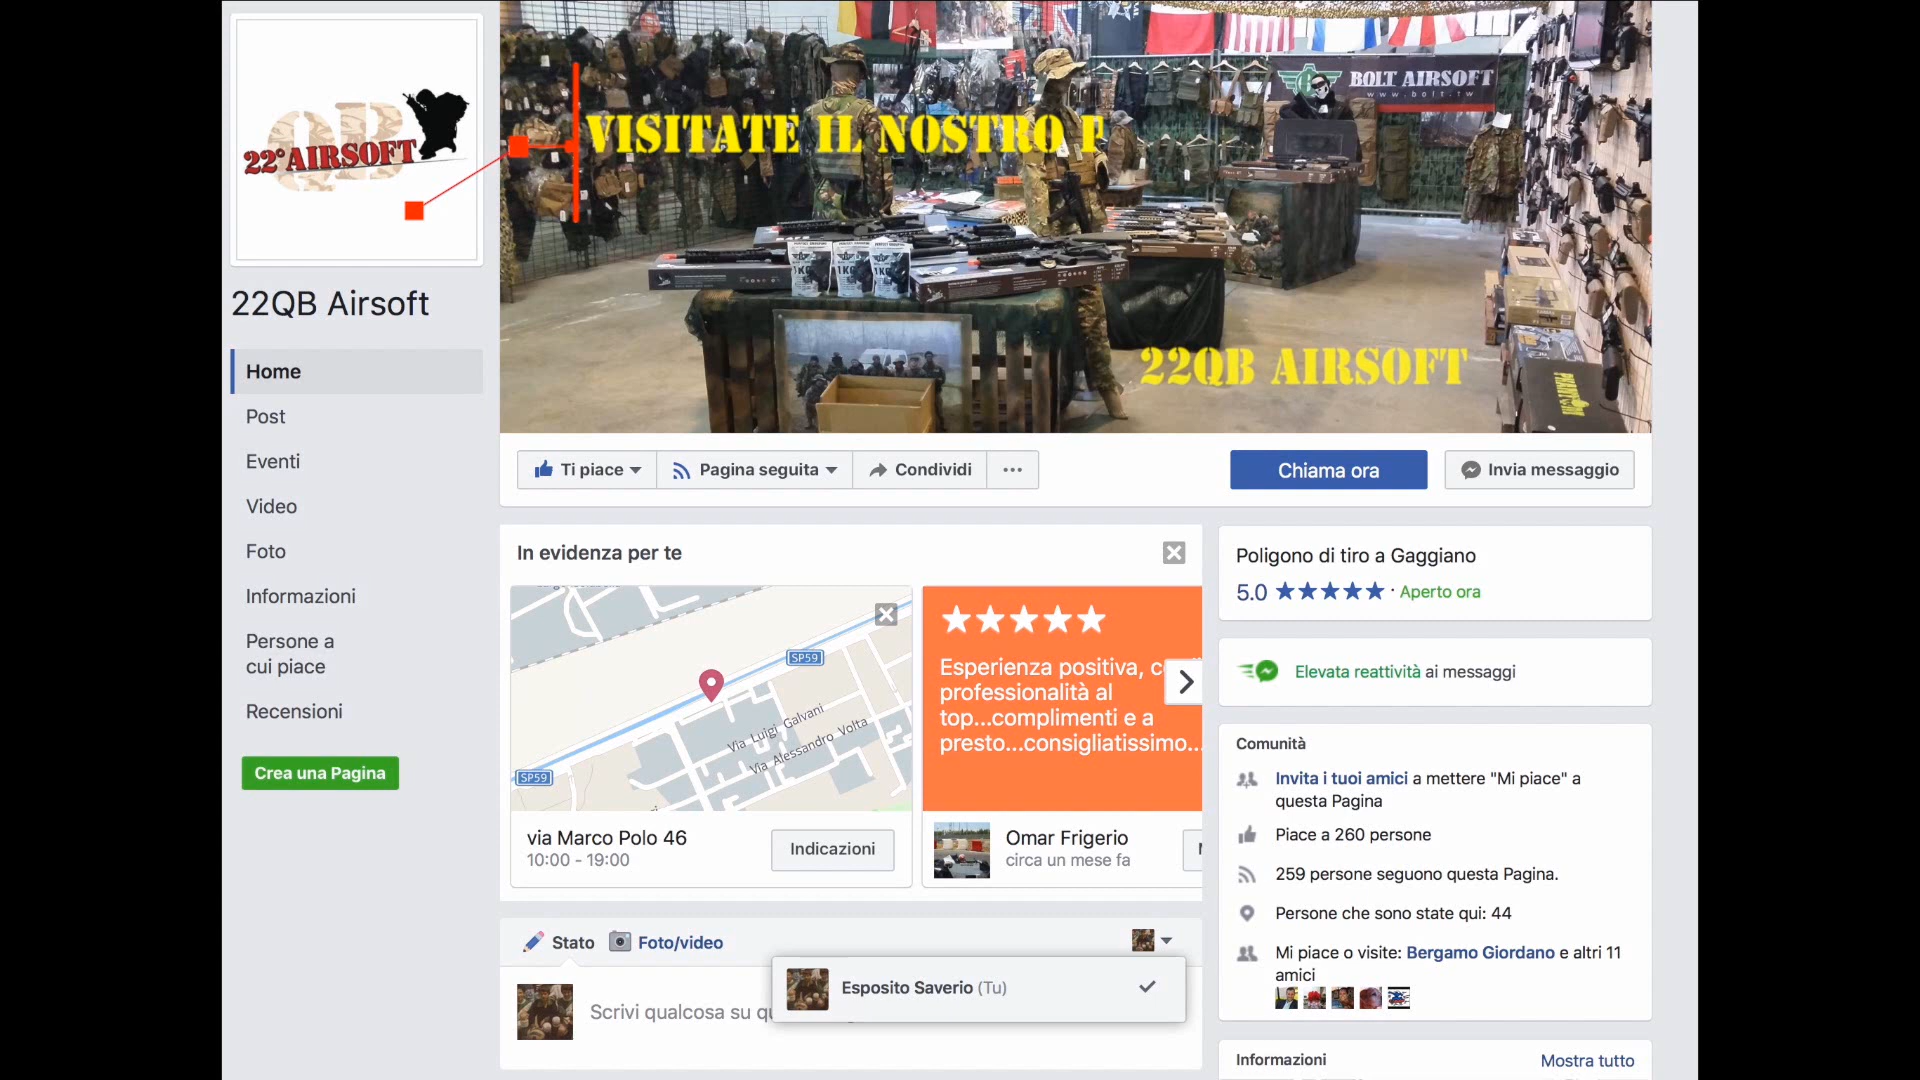 QB
22°AIRSOFT
VISITATE IL NOSTRO
BOLT AIRSOFT
www.bolt.tw
22QB AIRSOFT
22QB Airsoft
Home
Post
Eventi
Video
Foto
Informazioni
Persone a
cui piace
Recensioni
Crea una Pagina
Ti piace
Pagina seguita
Condividi
Chiama ora
Invia messaggio
In evidenza per te
SP59
Via Luigi Galvani
Via Alessandro Volta
SP59
via Marco Polo 46
10:00 - 19:00
Indicazioni
Esperienza positiva,
professionalità al
top...complimenti e a
presto...consigliatissimo...
Omar Frigerio
circa un mese fa
Stato
Foto/video
Esposito Saverio (Tu)
Scrivi qualcosa su
Poligono di tiro a Gaggiano
5.0 ★★★★★ · Aperto ora
Elevata reattività ai messaggi
Comunità
Invita i tuoi amici a mettere "Mi piace" a
questa Pagina
Piace a 260 persone
259 persone seguono questa Pagina.
Persone che sono state qui: 44
Mi piace o visite: Bergamo Giordano e altri 11
amici
Informazioni
Mostra tutto